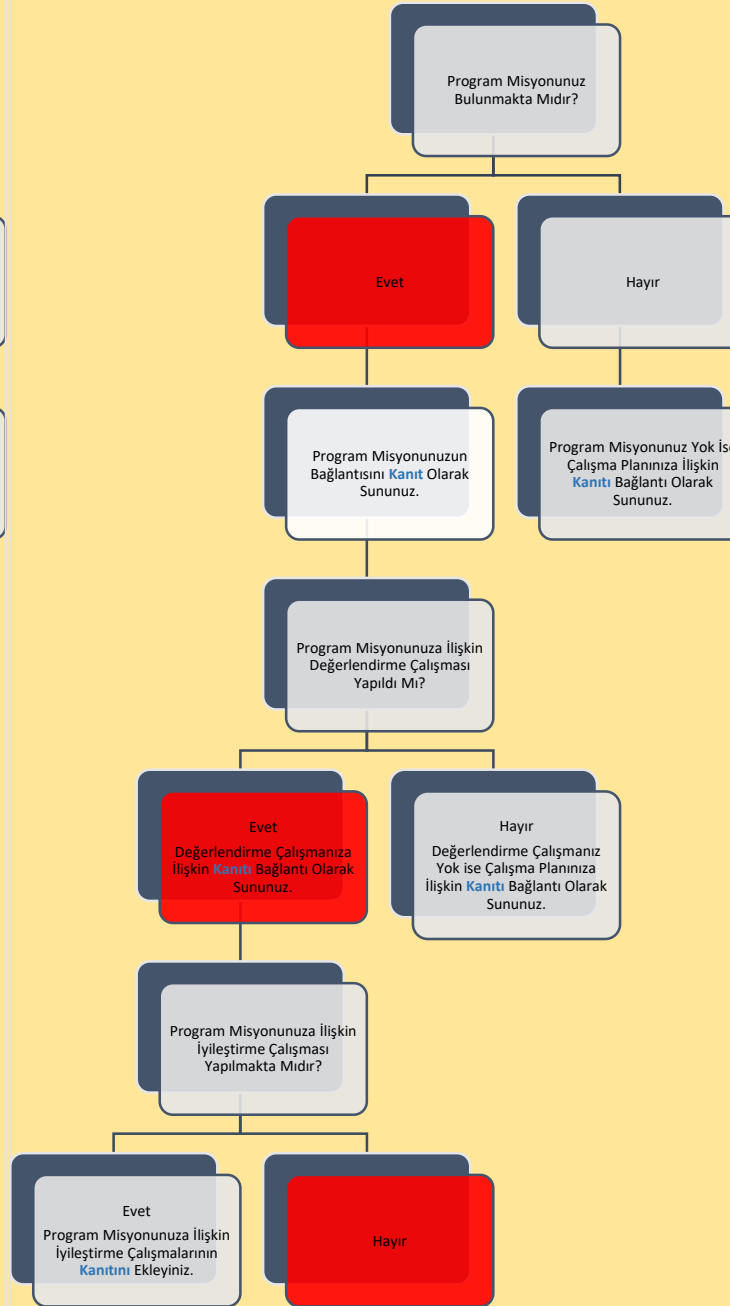 Program Misyonunuz
Bulunmakta Mıdır?
Evet
Hayır
Program Misyonunuzun
Bağlantısını Kanıt Olarak
Sununuz.
Program Misyonunuz Yok İse
Çalışma Planınıza İlişkin
Kanıtı Bağlantı Olarak
Sununuz.
Program Misyonunuza İlişkin
Değerlendirme Çalışması
Yapıldı Mı?
Evet
Değerlendirme Çalışmanıza
İlişkin Kanıtı Bağlantı Olarak
Sununuz.
Hayır
Değerlendirme Çalışmanız
Yok ise Çalışma Planınıza
İlişkin Kanıtı Bağlantı Olarak
Sununuz.
Program Misyonunuza İlişkin
İyileştirme Çalışması
Yapılmakta Mıdır?
Evet
Program Misyonunuza İlişkin
İyileştirme Çalışmalarının
Kanıtını Ekleyiniz.
Hayır